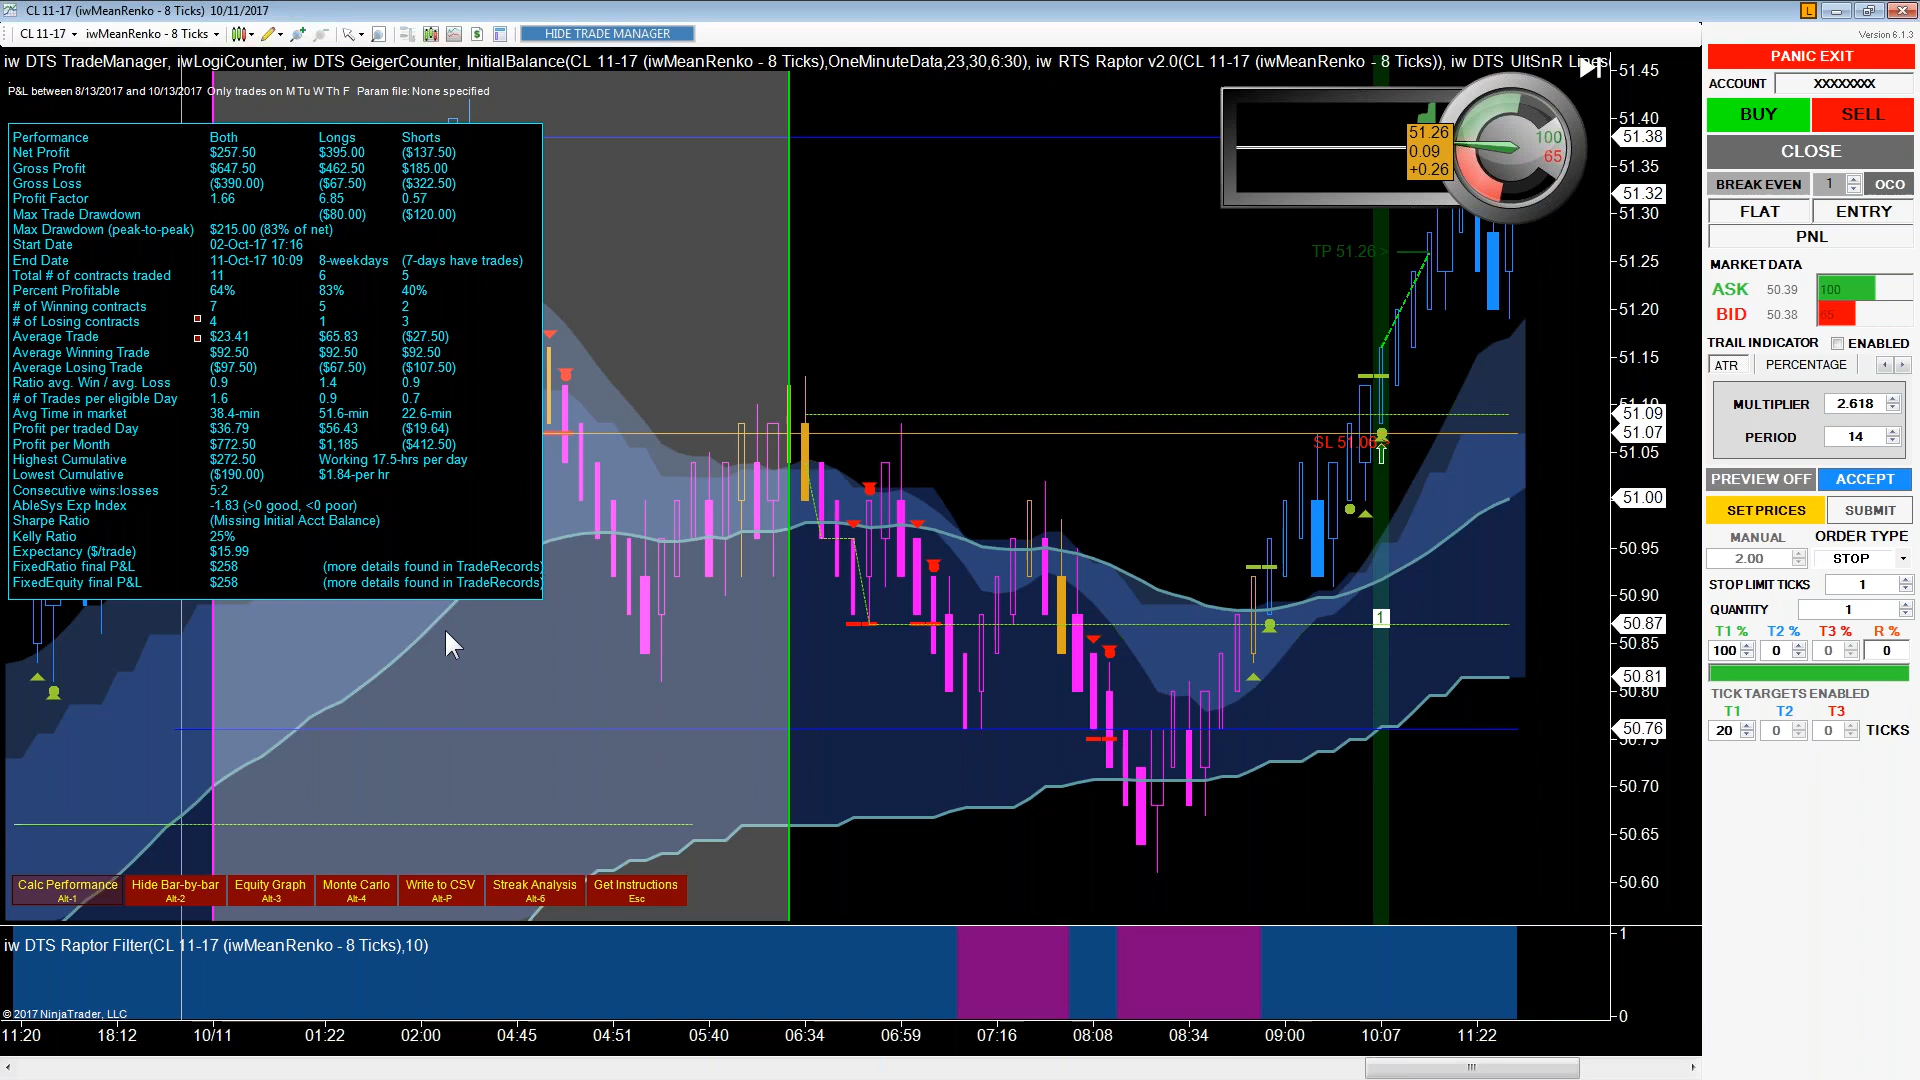 CL 11-17 (iwMeanRenko - 8 Ticks)  10/11/2017
L
CL 11-17  iwMeanRenko - 8 Ticks  HIDE TRADE MANAGER
iw DTS TradeManager, iwLogiCounter, iw DTS GeigerCounter, InitialBalance(CL 11-17 (iwMeanRenko - 8 Ticks),OneMinuteData,23,30,6:30), iw RTS Raptor v2.0(CL 11-17 (iwMeanRenko - 8 Ticks)), iw DTS UltSnR Lines
P&L between 8/13/2017 and 10/13/2017  Only trades on M Tu W Th F  Param file: None specified
Performance  Both  Longs  Shorts
Net Profit  $257.50  $395.00  ($137.50)
Gross Profit  $647.50  $462.50  $185.00
Gross Loss  ($390.00)  ($67.50)  ($322.50)
Profit Factor  1.66  6.85  0.57
Max Trade Drawdown  ($80.00)  ($120.00)
Max Drawdown (peak-to-peak)  $215.00 (83% of net)
Start Date  02-Oct-17 17:16
End Date  11-Oct-17 10:09  8-weekdays  (7-days have trades)
Total # of contracts traded  11  6  5
Percent Profitable  64%  83%  40%
# of Winning contracts  7  5  2
# of Losing contracts  4  1  3
Average Trade  $23.41  $65.83  ($27.50)
Average Winning Trade  $92.50  $92.50  $92.50
Average Losing Trade  ($97.50)  ($67.50)  ($107.50)
Ratio avg. Win / avg. Loss  0.9  1.4  0.9
# of Trades per eligible Day  1.6  0.9  0.7
Avg Time in market  38.4-min  51.6-min  22.6-min
Profit per traded Day  $36.79  $56.43  ($19.64)
Profit per Month  $772.50  $1,185  ($412.50)
Highest Cumulative  $272.50  Working 17.5-hrs per day
Lowest Cumulative  ($190.00)  $1.84-per hr
Consecutive wins:losses  5:2
AbleSys Exp Index  -1.83 (>0 good, <0 poor)
Sharpe Ratio  (Missing Initial Acct Balance)
Kelly Ratio  25%
Expectancy ($/trade)  $15.99
FixedRatio final P&L  $258  (more details found in TradeRecords)
FixedEquity final P&L  $258  (more details found in TradeRecords)
51.26
0.09
+0.26
100
65
TP 51.26 >
SL 51.06
1
51.45
51.40
51.38
51.35
51.32
51.30
51.25
51.20
51.15
51.10
51.09
51.07
51.05
51.00
50.95
50.90
50.87
50.85
50.81
50.80
50.76
50.75
50.70
50.65
50.60
Calc Performance  Hide Bar-by-bar  Equity Graph  Monte Carlo  Write to CSV  Streak Analysis  Get Instructions
Alt-1  Alt-2  Alt-3  Alt-4  Alt-P  Alt-6  Esc
iw DTS Raptor Filter(CL 11-17 (iwMeanRenko - 8 Ticks),10)
1
0
© 2017 NinjaTrader, LLC
11:20  18:12  10/11  01:22  02:00  04:45  04:51  05:40  06:34  06:59  07:16  08:08  08:34  09:00  10:07  11:22
Version 6.1.3
PANIC EXIT
ACCOUNT  XXXXXXXX
BUY  SELL
CLOSE
BREAK EVEN  1  OCO
FLAT  ENTRY
PNL
MARKET DATA
ASK  50.39  100
BID  50.38  65
TRAIL INDICATOR  ENABLED
ATR  PERCENTAGE
MULTIPLIER  2.618
PERIOD  14
PREVIEW OFF  ACCEPT
SET PRICES  SUBMIT
MANUAL  ORDER TYPE
2.00  STOP
STOP LIMIT TICKS  1
QUANTITY  1
T1 %  T2 %  T3 %  R %
100  0  0  0
TICK TARGETS ENABLED
T1  T2  T3
20  0  0  TICKS